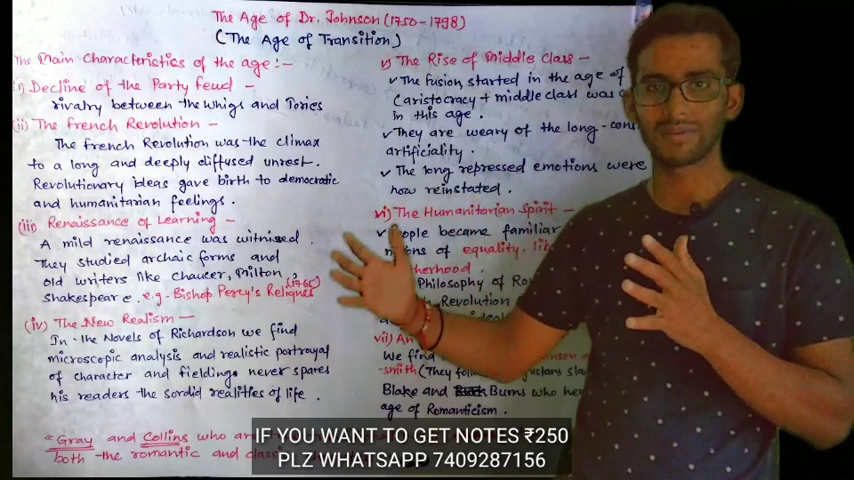 The Age of Dr. Johnson (1750-1798)
(The Age of Transition)
The Main Characteristics of the age:-
i) Decline of the Party feud -
rivalry between the Whigs and Tories
(ii) The French Revolution -
The French Revolution was the climax
to a long and deeply diffused unrest.
Revolutionary ideas gave birth to democratic
and humanitarian feelings.
(iii) Renaissance of Learning -
A mild renaissance was witnissed.
They studied archaic forms and
old writers like chaucer, Milton,
Shakespeare. e.g- Bishop Percy's Reliques (1765)
(iv) The New Realism -
In the Novels of Richardson we find
microscopic analysis and realistic portrayal
of character and fielding never spares
his readers the sordid realities of life.
v) The Rise of Middle Class -
✓ The fusion started in the age of
(aristocracy + middle class was
in this age.
✓ They are weary of the long-
artificiality.
✓ The long repressed emotions were
now reinstated.
vi) The Humanitarian Spirit -
✓ People became familiar
of equality,
Philosophy of
Revolution
vii)
We find
-smith (They
Blake and Burns who
age of Romanticism.
* Gray and Collins who
both the romantic and
IF YOU WANT TO GET NOTES ₹250
PLZ WHATSAPP 7409287156